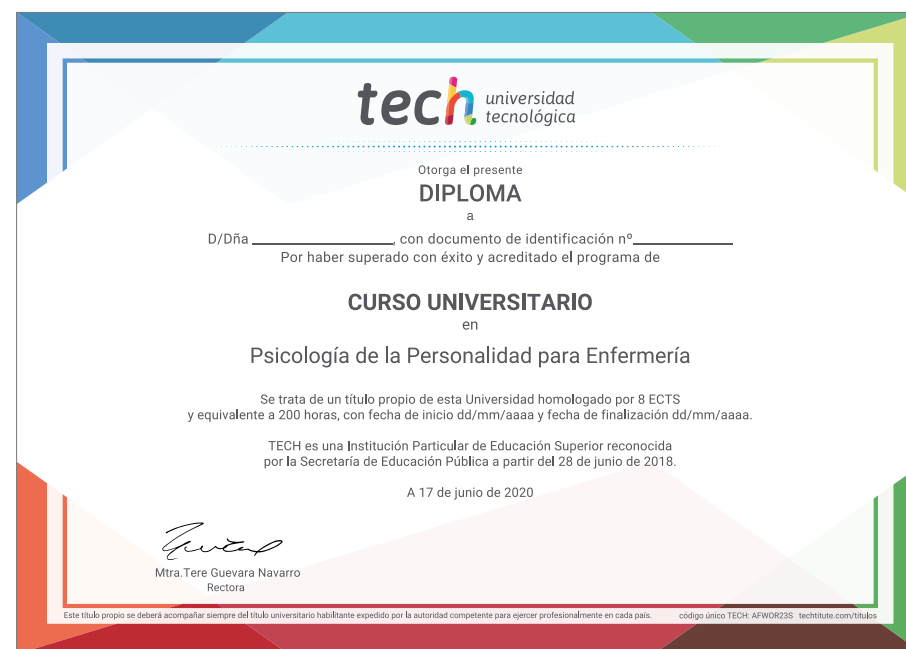 tech universidad
tecnológica
Otorga el presente
DIPLOMA
a
D/Dña ______________, con documento de identificación nº__________
Por haber superado con éxito y acreditado el programa de
CURSO UNIVERSITARIO
en
Psicología de la Personalidad para Enfermería
Se trata de un título propio de esta Universidad homologado por 8 ECTS
y equivalente a 200 horas, con fecha de inicio dd/mm/aaaa y fecha de finalización dd/mm/aaaa.
TECH es una Institución Particular de Educación Superior reconocida
por la Secretaría de Educación Pública a partir del 28 de junio de 2018.
A 17 de junio de 2020
Mtra.Tere Guevara Navarro
Rectora
Este título propio se deberá acompañar siempre del título universitario habilitante expedido por la autoridad competente para ejercer profesionalmente en cada país. código único TECH: AFWOR23S techtitute.com/titulos